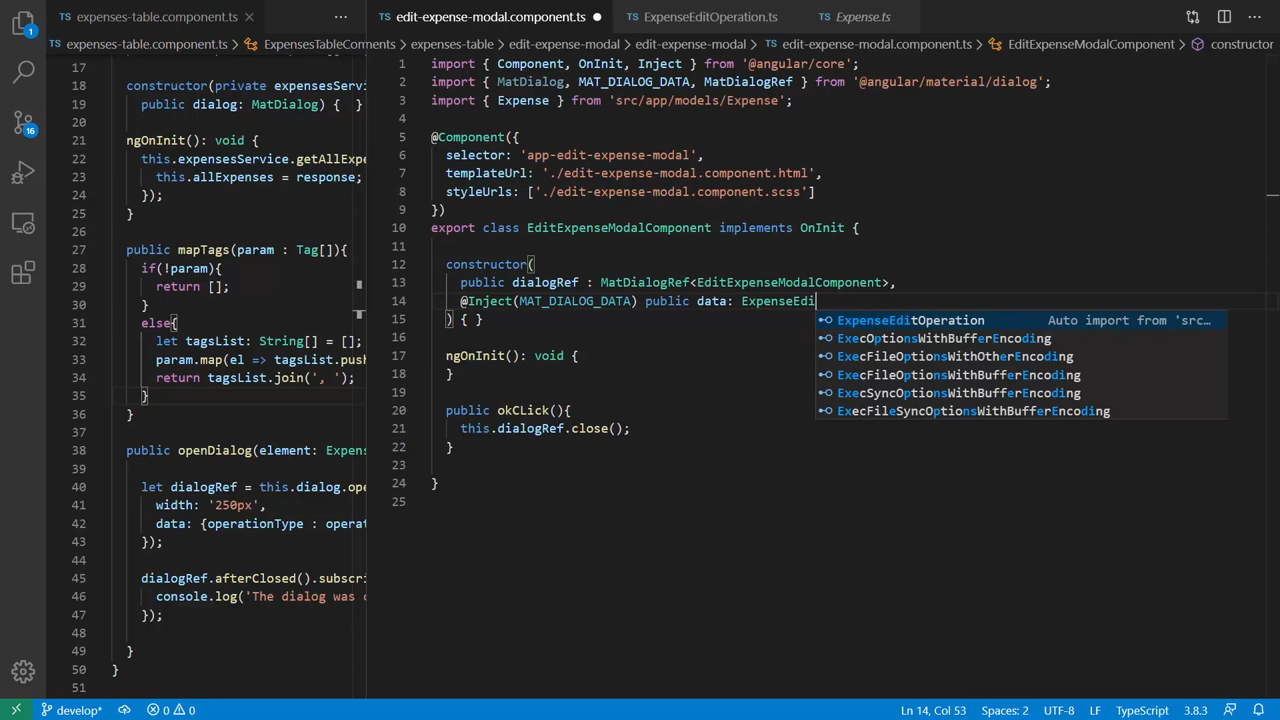 expenses-table.component.ts
edit-expense-modal.component.ts
ExpenseEditOperation.ts
Expense.ts
expenses-table.component.ts > ExpensesTableComents
expenses-table > edit-expense-modal > edit-expense-modal > edit-expense-modal.component.ts > EditExpenseModalComponent > constructor
1
16
17
18 constructor(private expensesServi
19 public dialog: MatDialog) { }
20
21 ngOnInit(): void {
22 this.expensesService.getAllExpe
23 this.allExpenses = response;
24 });
25 }
26
27 public mapTags(param : Tag[]){
28 if(!param){
29 return [];
30 }
31 else{
32 let tagsList: String[] = [];
33 param.map(el => tagsList.push
34 return tagsList.join(', ');
35 }
36 }
37
38 public openDialog(element: Expens
39
40 let dialogRef = this.dialog.ope
41 width: '250px',
42 data: {operationType : operat
43 });
44
45 dialogRef.afterClosed().subscri
46 console.log('The dialog was c
47 });
48
49 }
50 }
51
1 import { Component, OnInit, Inject } from '@angular/core';
2 import { MatDialog, MAT_DIALOG_DATA, MatDialogRef } from '@angular/material/dialog';
3 import { Expense } from 'src/app/models/Expense';
4
5 @Component({
6 selector: 'app-edit-expense-modal',
7 templateUrl: './edit-expense-modal.component.html',
8 styleUrls: ['./edit-expense-modal.component.scss']
9 })
10 export class EditExpenseModalComponent implements OnInit {
11
12 constructor(
13 public dialogRef : MatDialogRef<EditExpenseModalComponent>,
14 @Inject(MAT_DIALOG_DATA) public data: ExpenseEdi
15 ) { }
16
17 ngOnInit(): void {
18 }
19
20 public okCLick(){
21 this.dialogRef.close();
22 }
23
24 }
25
ExpenseEditOperation Auto import from 'src...
ExecOptionsWithBufferEncoding
ExecFileOptionsWithOtherEncoding
ExecFileOptionsWithBufferEncoding
ExecSyncOptionsWithBufferEncoding
ExecFileSyncOptionsWithBufferEncoding
develop* 0 0 Ln 14, Col 53 Spaces: 2 UTF-8 LF TypeScript 3.8.3